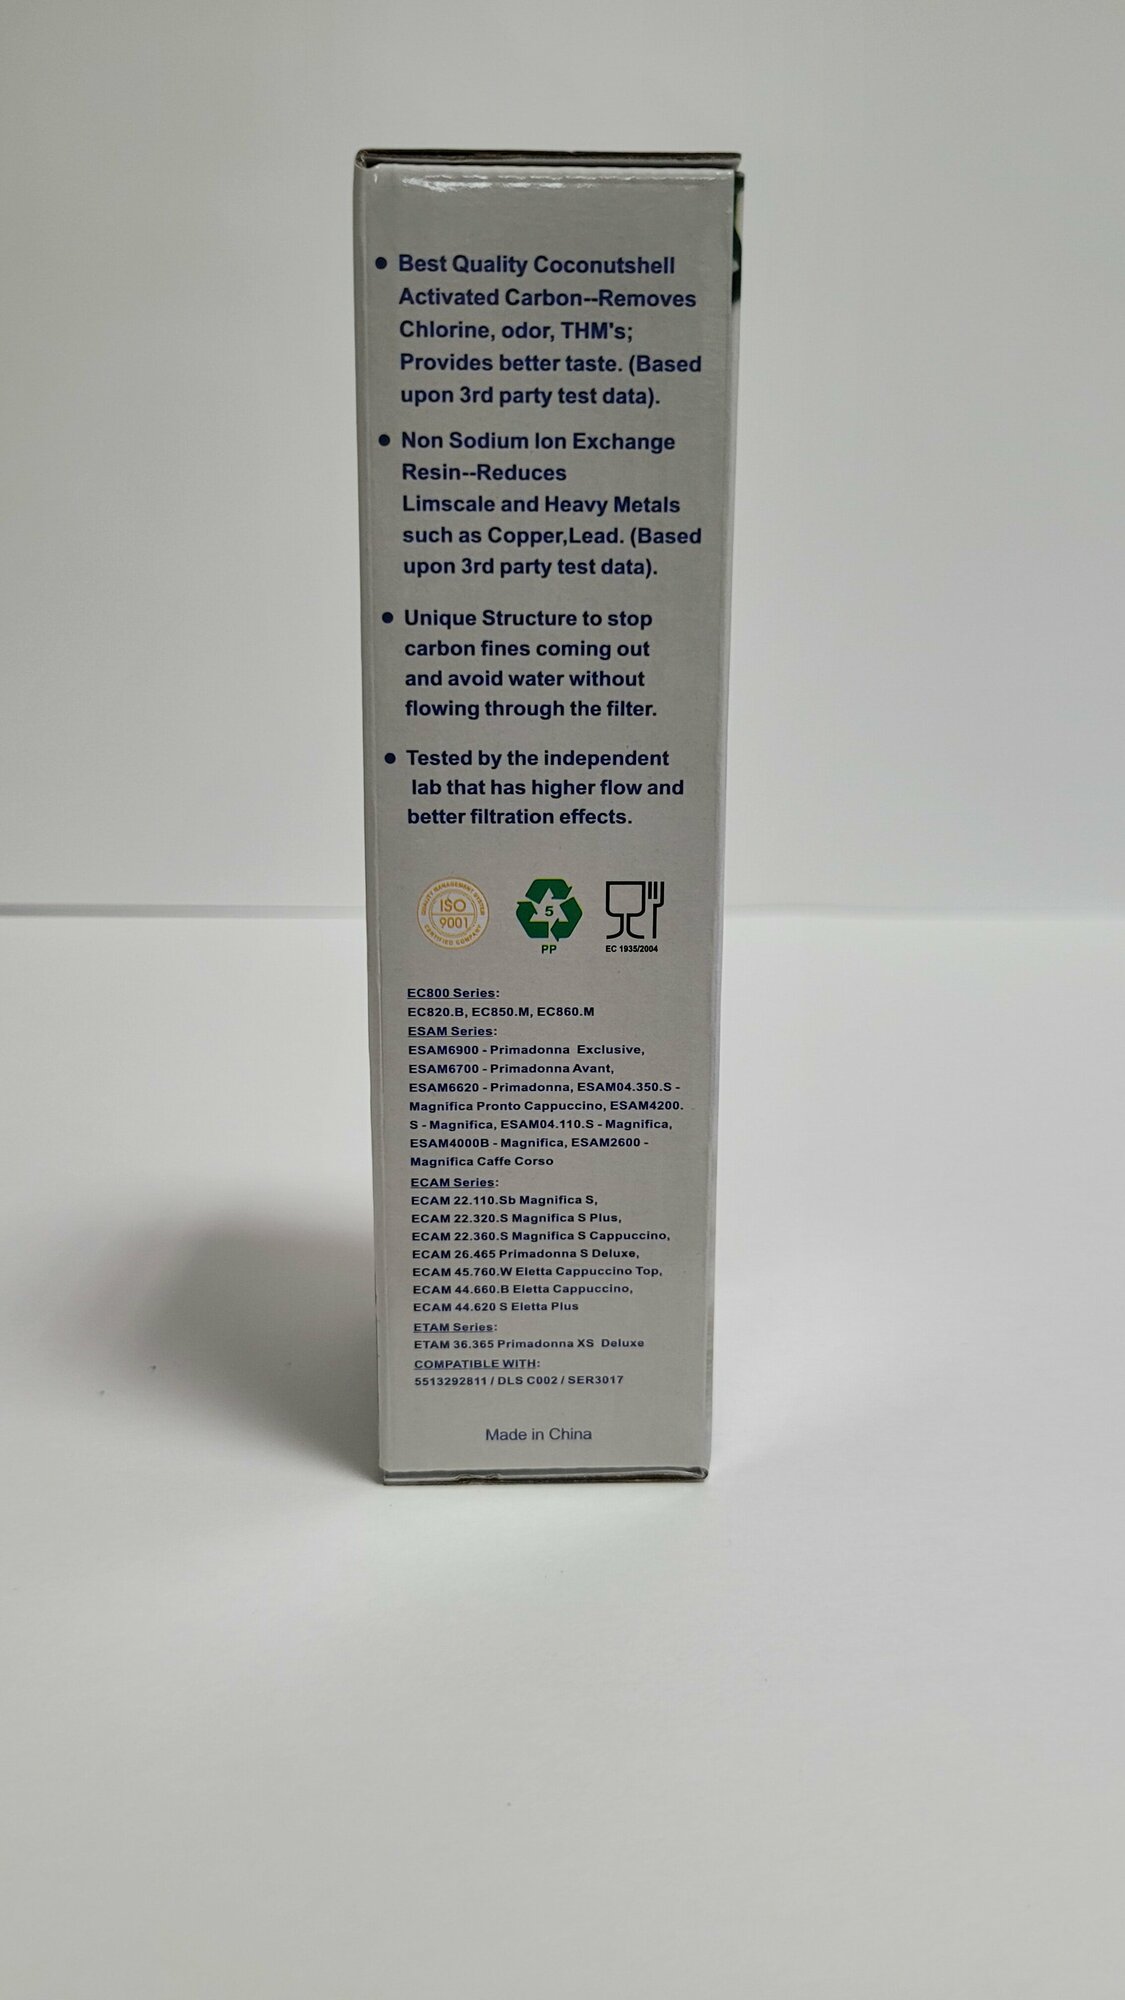 ● Best Quality Coconutshell
Activated Carbon--Removes
Chlorine, odor, THM's;
Provides better taste. (Based
upon 3rd party test data).
● Non Sodium Ion Exchange
Resin--Reduces
Limscale and Heavy Metals
such as Copper,Lead. (Based
upon 3rd party test data).
● Unique Structure to stop
carbon fines coming out
and avoid water without
flowing through the filter.
● Tested by the independent
lab that has higher flow and
better filtration effects.
QUALITY MANAGEMENT SYSTEM
ISO
9001
CERTIFIED COMPANY
5
PP
EC 1935/2004
EC800 Series:
EC820.B, EC850.M, EC860.M
ESAM Series:
ESAM6900 - Primadonna Exclusive,
ESAM6700 - Primadonna Avant,
ESAM6620 - Primadonna, ESAM04.350.S -
Magnifica Pronto Cappuccino, ESAM4200.
S - Magnifica, ESAM04.110.S - Magnifica,
ESAM4000B - Magnifica, ESAM2600 -
Magnifica Caffe Corso
ECAM Series:
ECAM 22.110.Sb Magnifica S,
ECAM 22.320.S Magnifica S Plus,
ECAM 22.360.S Magnifica S Cappuccino,
ECAM 26.465 Primadonna S Deluxe,
ECAM 45.760.W Eletta Cappuccino Top,
ECAM 44.660.B Eletta Cappuccino,
ECAM 44.620 S Eletta Plus
ETAM Series:
ETAM 36.365 Primadonna XS Deluxe
COMPATIBLE WITH:
5513292811 / DLS C002 / SER3017
Made in China